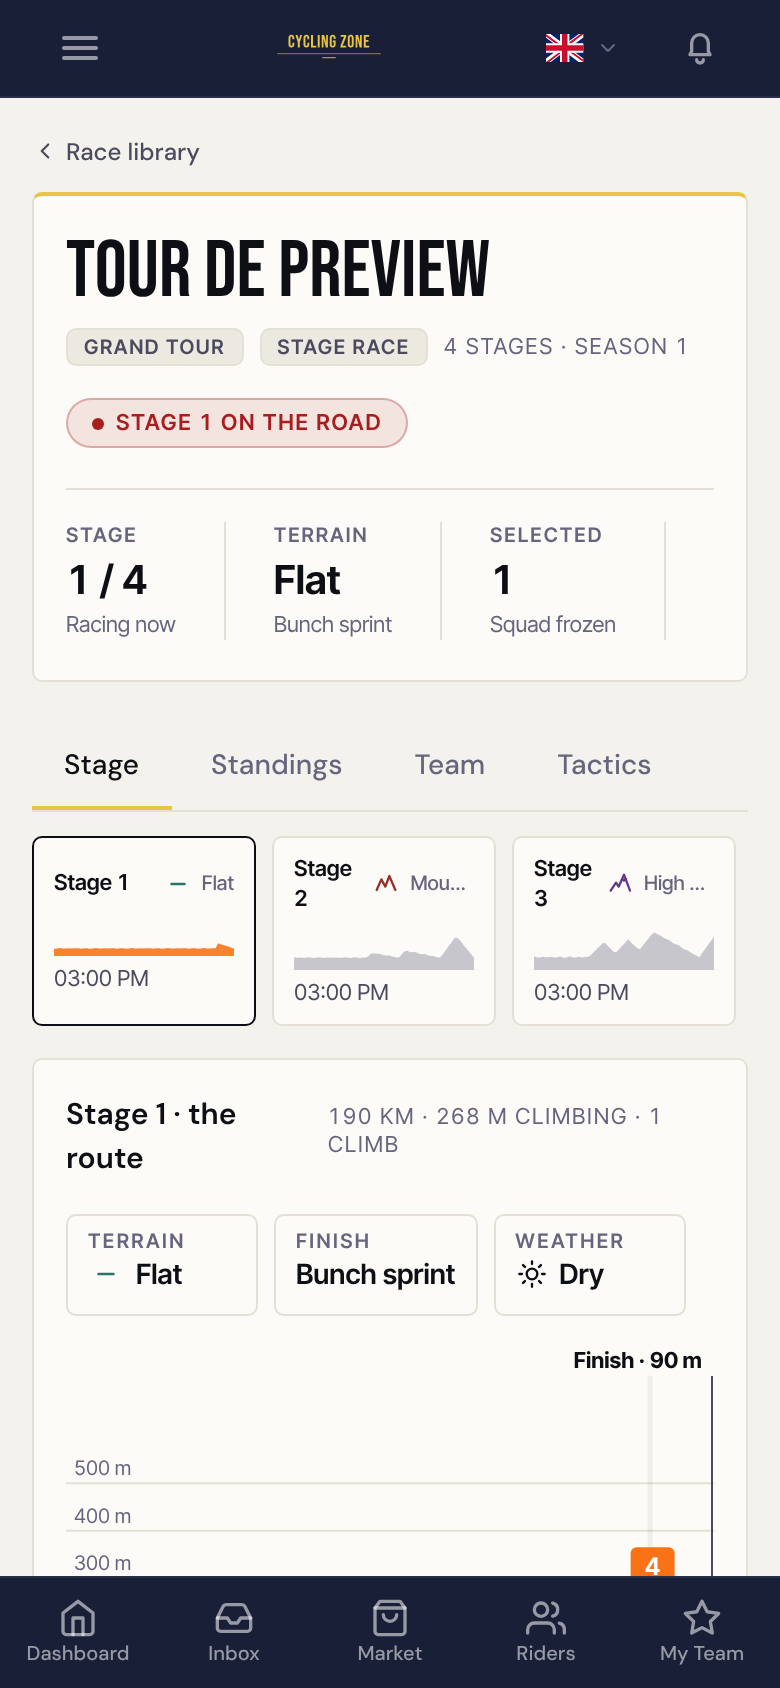 CYCLING ZONE
Race library
TOUR DE PREVIEW
GRAND TOUR STAGE RACE 4 STAGES · SEASON 1
STAGE 1 ON THE ROAD
STAGE TERRAIN SELECTED
1 / 4 Flat 1
Racing now Bunch sprint Squad frozen
Stage Standings Team Tactics
Stage 1 Flat
03:00 PM
Stage 2 Mou...
03:00 PM
Stage 3 High ...
03:00 PM
Stage 1 · the
route
190 KM · 268 M CLIMBING · 1
CLIMB
TERRAIN FINISH WEATHER
Flat Bunch sprint Dry
Finish · 90 m
500 m
400 m
300 m
4
Dashboard Inbox Market Riders My Team